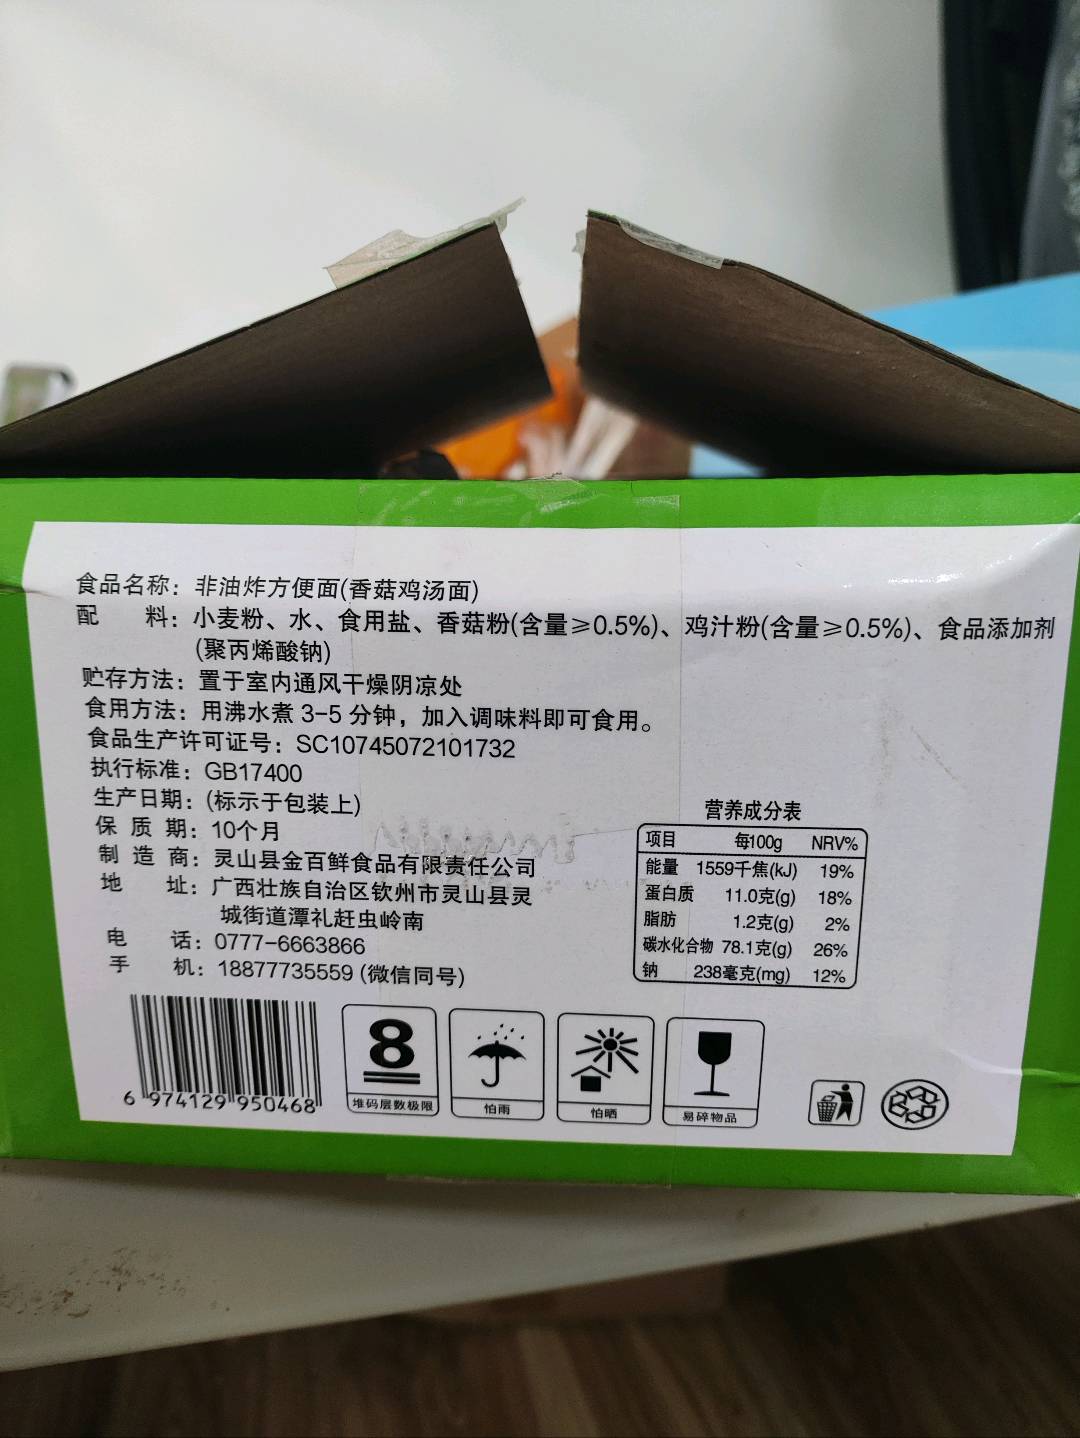 食品名称：非油炸方便面(香菇鸡汤面)
配 料：小麦粉、水、食用盐、香菇粉(含量≥0.5%)、鸡汁粉(含量≥0.5%)、食品添加剂
(聚丙烯酸钠)
贮存方法：置于室内通风干燥阴凉处
食用方法：用沸水煮 3-5 分钟，加入调味料即可食用。
食品生产许可证号：SC10745072101732
执行标准：GB17400
生产日期：(标示于包装上)
保 质 期：10个月
制 造 商：灵山县金百鲜食品有限责任公司
地 址：广西壮族自治区钦州市灵山县灵
城街道潭礼赶虫岭南
电 话：0777-6663866
手 机：18877735559 (微信同号)
营养成分表
项目 每100g NRV%
能量 1559千焦(kJ) 19%
蛋白质 11.0克(g) 18%
脂肪 1.2克(g) 2%
碳水化合物 78.1克(g) 26%
钠 238毫克(mg) 12%
6 974129 950468
8
堆码层数极限
怕雨
怕晒
易碎物品